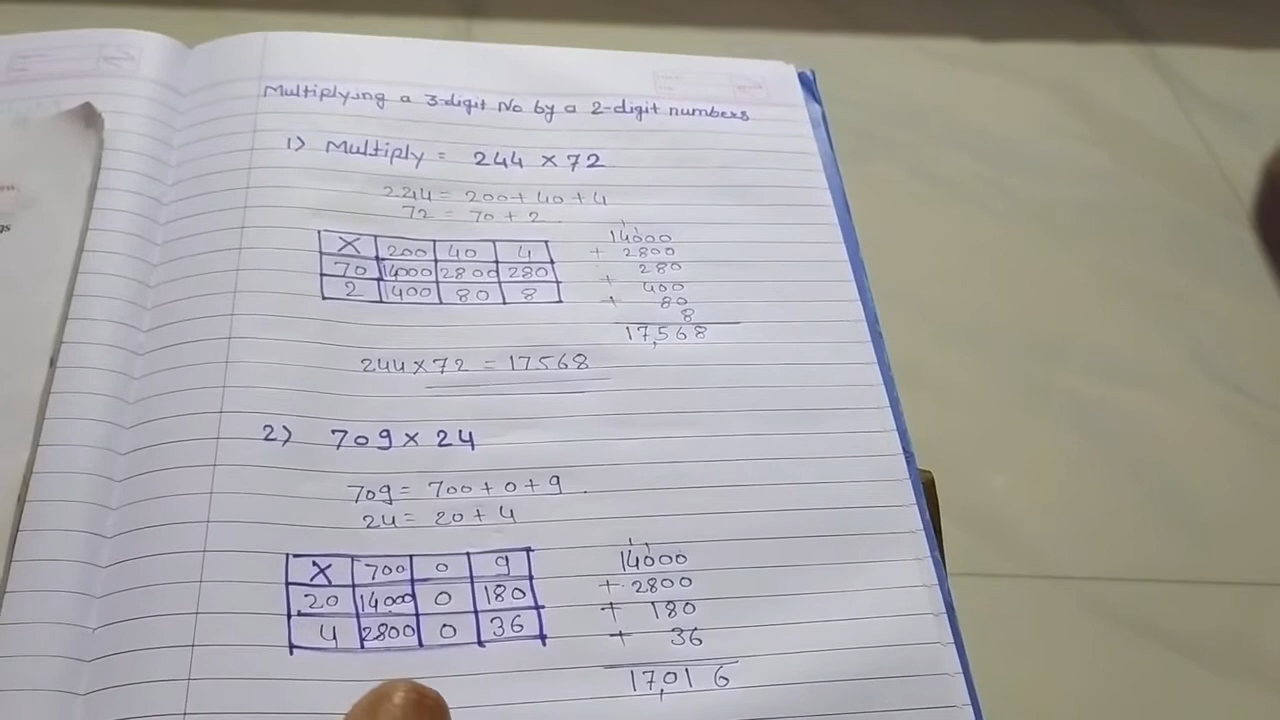 Multiplying a 3-digit No by a 2-digit numbers
1) Multiply = 244 × 72
2244 = 200 + 40 + 4
72 = 70 + 2
X 200 40 4
70 14000 2800 280
2 1400 80 8
14000
+ 2800
280
+ 400
+ 80
8
17,568
244 × 72 = 17568
2) 709 × 24
709 = 700 + 0 + 9
24 = 20 + 4
X 700 0 9
20 14000 0 180
4 2800 0 36
14000
+ 2800
+ 180
+ 36
17,016